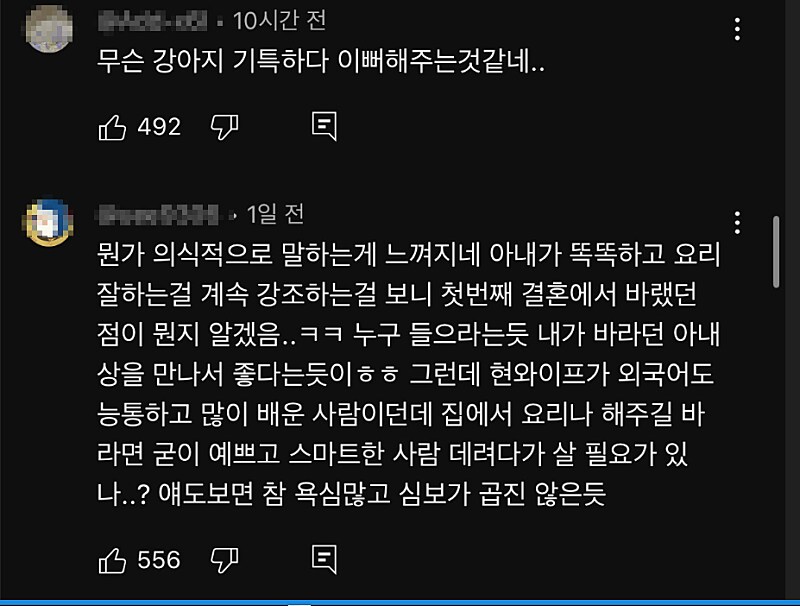 · 10시간 전
무슨 강아지 기특하다 이뻐해주는것같네..
492
· 1일 전
뭔가 의식적으로 말하는게 느껴지네 아내가 똑똑하고 요리
잘하는걸 계속 강조하는걸 보니 첫번째 결혼에서 바랬던
점이 뭔지 알겠음..ㅋㅋ 누구 들으라는듯 내가 바라던 아내
상을 만나서 좋다는듯이ㅎㅎ 그런데 현와이프가 외국어도
능통하고 많이 배운 사람이던데 집에서 요리나 해주길 바
라면 굳이 예쁘고 스마트한 사람 데려다가 살 필요가 있
나..? 얘도보면 참 욕심많고 심보가 곱진 않은듯
556